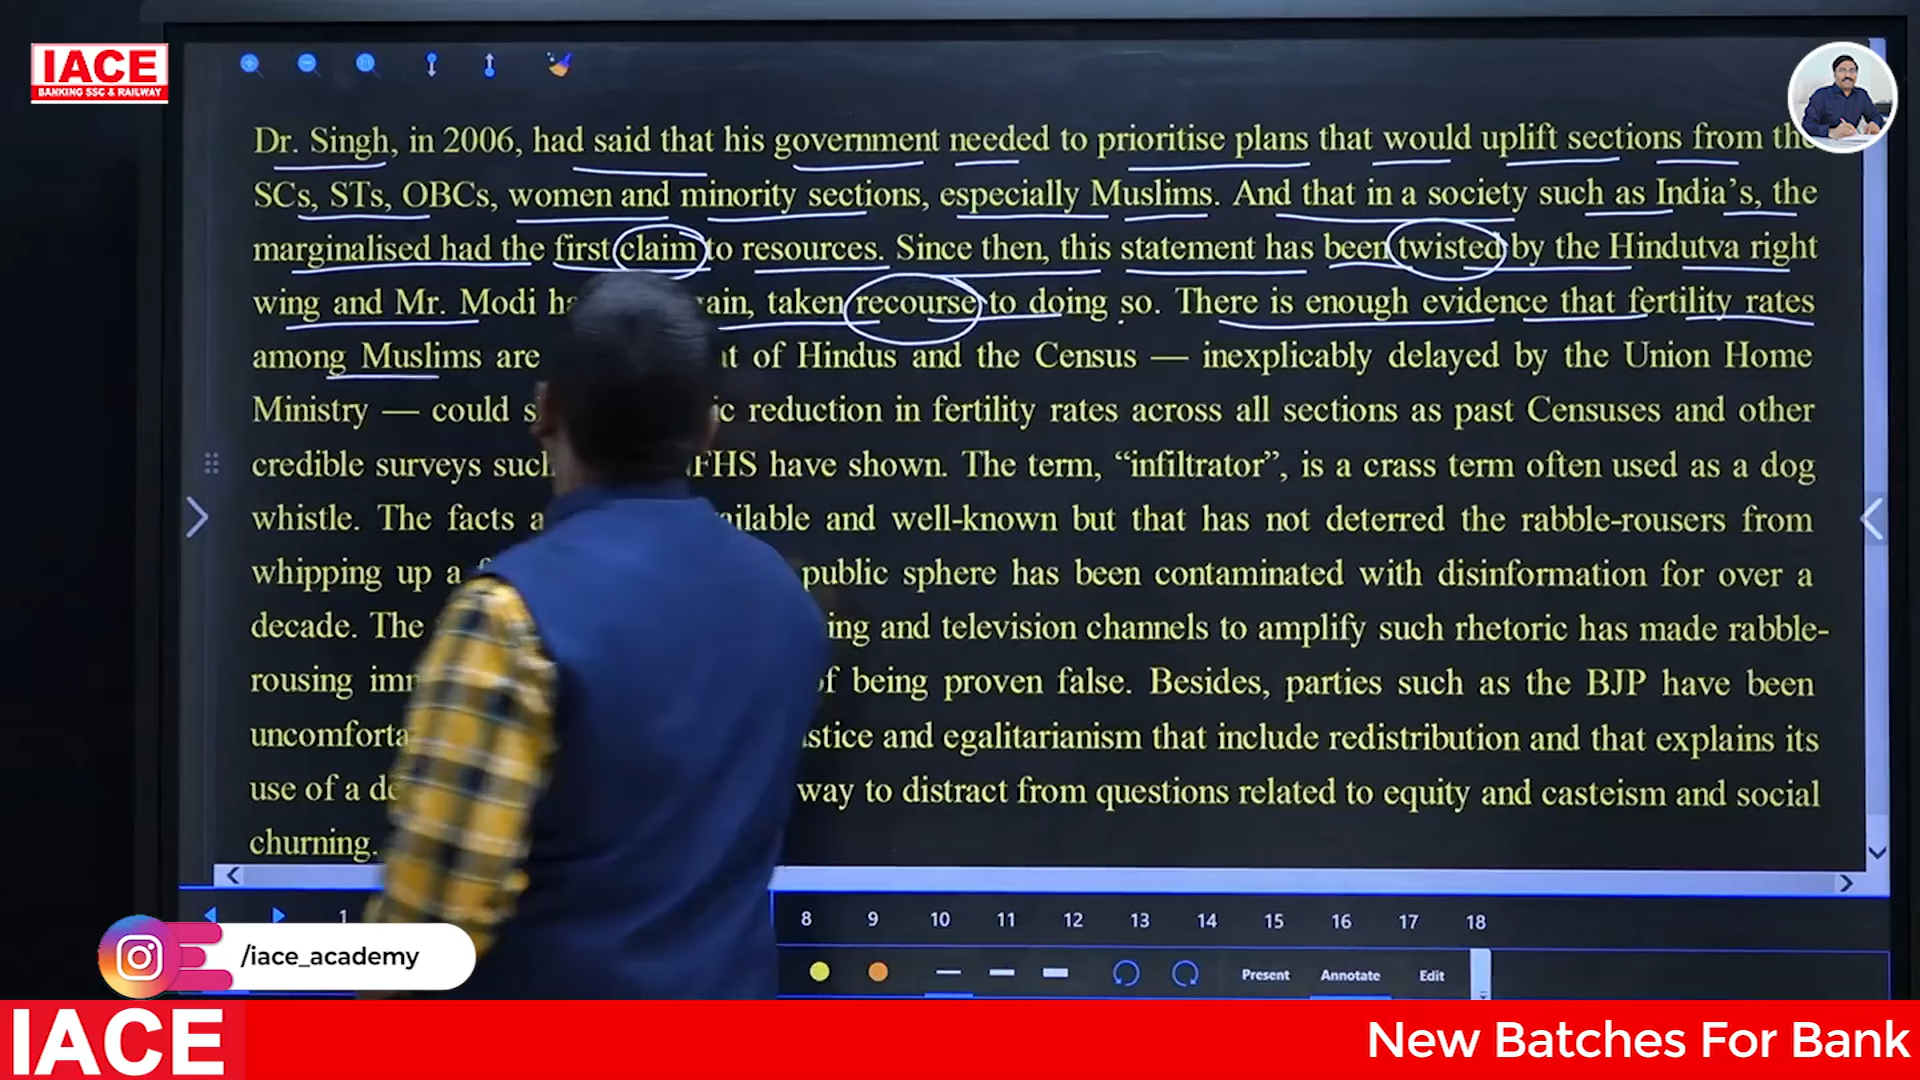 IACE
BANKING SSC & RAILWAY
Dr. Singh, in 2006, had said that his government needed to prioritise plans that would uplift sections from the
SCs, STs, OBCs, women and minority sections, especially Muslims. And that in a society such as India's, the
marginalised had the first claim to resources. Since then, this statement has been twisted by the Hindutva right
wing and Mr. Modi taken recourse to doing so. There is enough evidence that fertility rates
among Muslims are of Hindus and the Census — inexplicably delayed by the Union Home
Ministry — could reduction in fertility rates across all sections as past Censuses and other
credible surveys such NFHS have shown. The term, “infiltrator”, is a crass term often used as a dog
whistle. The facts available and well-known but that has not deterred the rabble-rousers from
whipping up a public sphere has been contaminated with disinformation for over a
decade. The and television channels to amplify such rhetoric has made rabble-
rousing of being proven false. Besides, parties such as the BJP have been
and egalitarianism that include redistribution and that explains its
use of a way to distract from questions related to equity and casteism and social
churning.
1 8 9 10 11 12 13 14 15 16 17 18
Present Annotate Edit
/iace_academy
IACE
New Batches For Bank